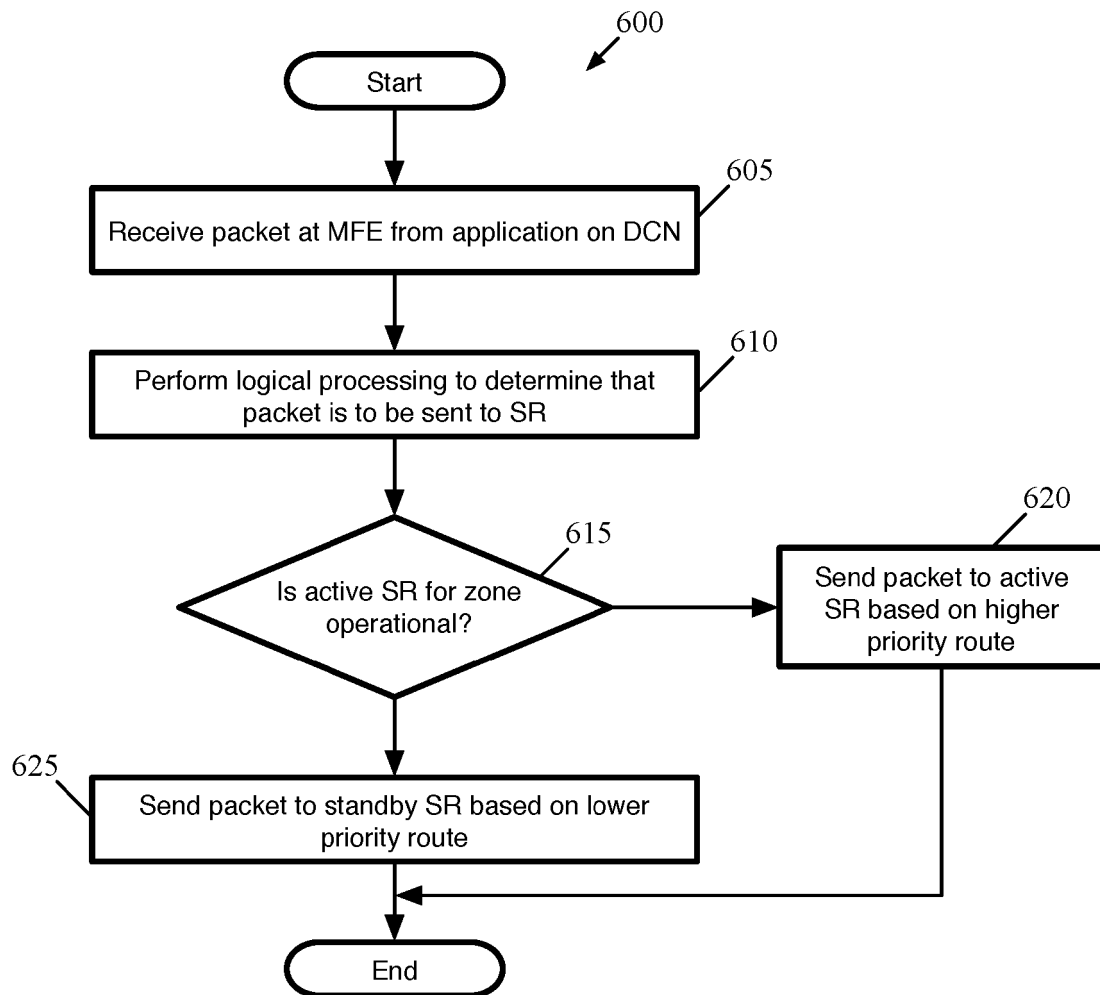 600
Start
605
Receive packet at MFE from application on DCN
610
Perform logical processing to determine that
packet is to be sent to SR
615
Is active SR for zone
operational?
620
Send packet to active
SR based on higher
priority route
625
Send packet to standby SR based on lower
priority route
End